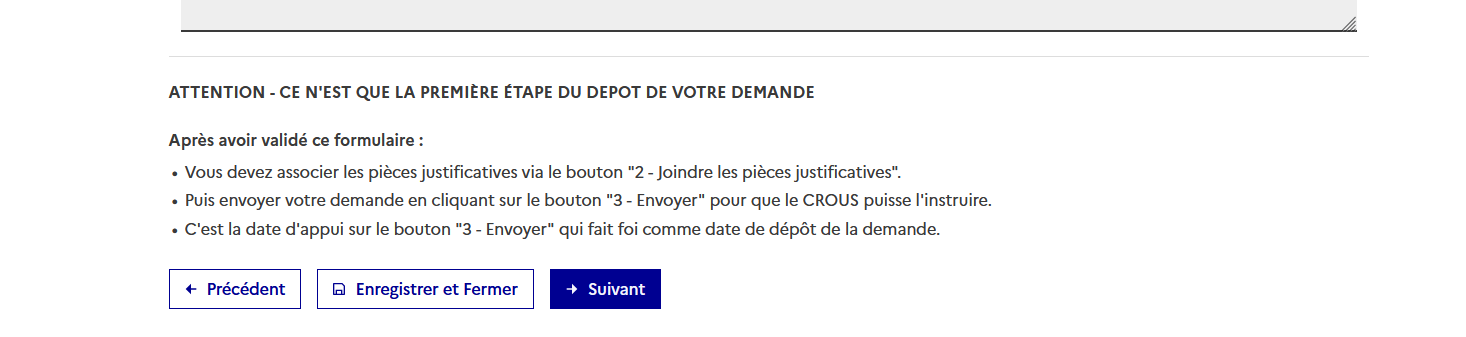 ATTENTION - CE N'EST QUE LA PREMIÈRE ÉTAPE DU DEPOT DE VOTRE DEMANDE
Après avoir validé ce formulaire :
• Vous devez associer les pièces justificatives via le bouton "2 - Joindre les pièces justificatives".
• Puis envoyer votre demande en cliquant sur le bouton "3 - Envoyer" pour que le CROUS puisse l'instruire.
• C'est la date d'appui sur le bouton "3 - Envoyer" qui fait foi comme date de dépôt de la demande.
Précédent Enregistrer et Fermer Suivant